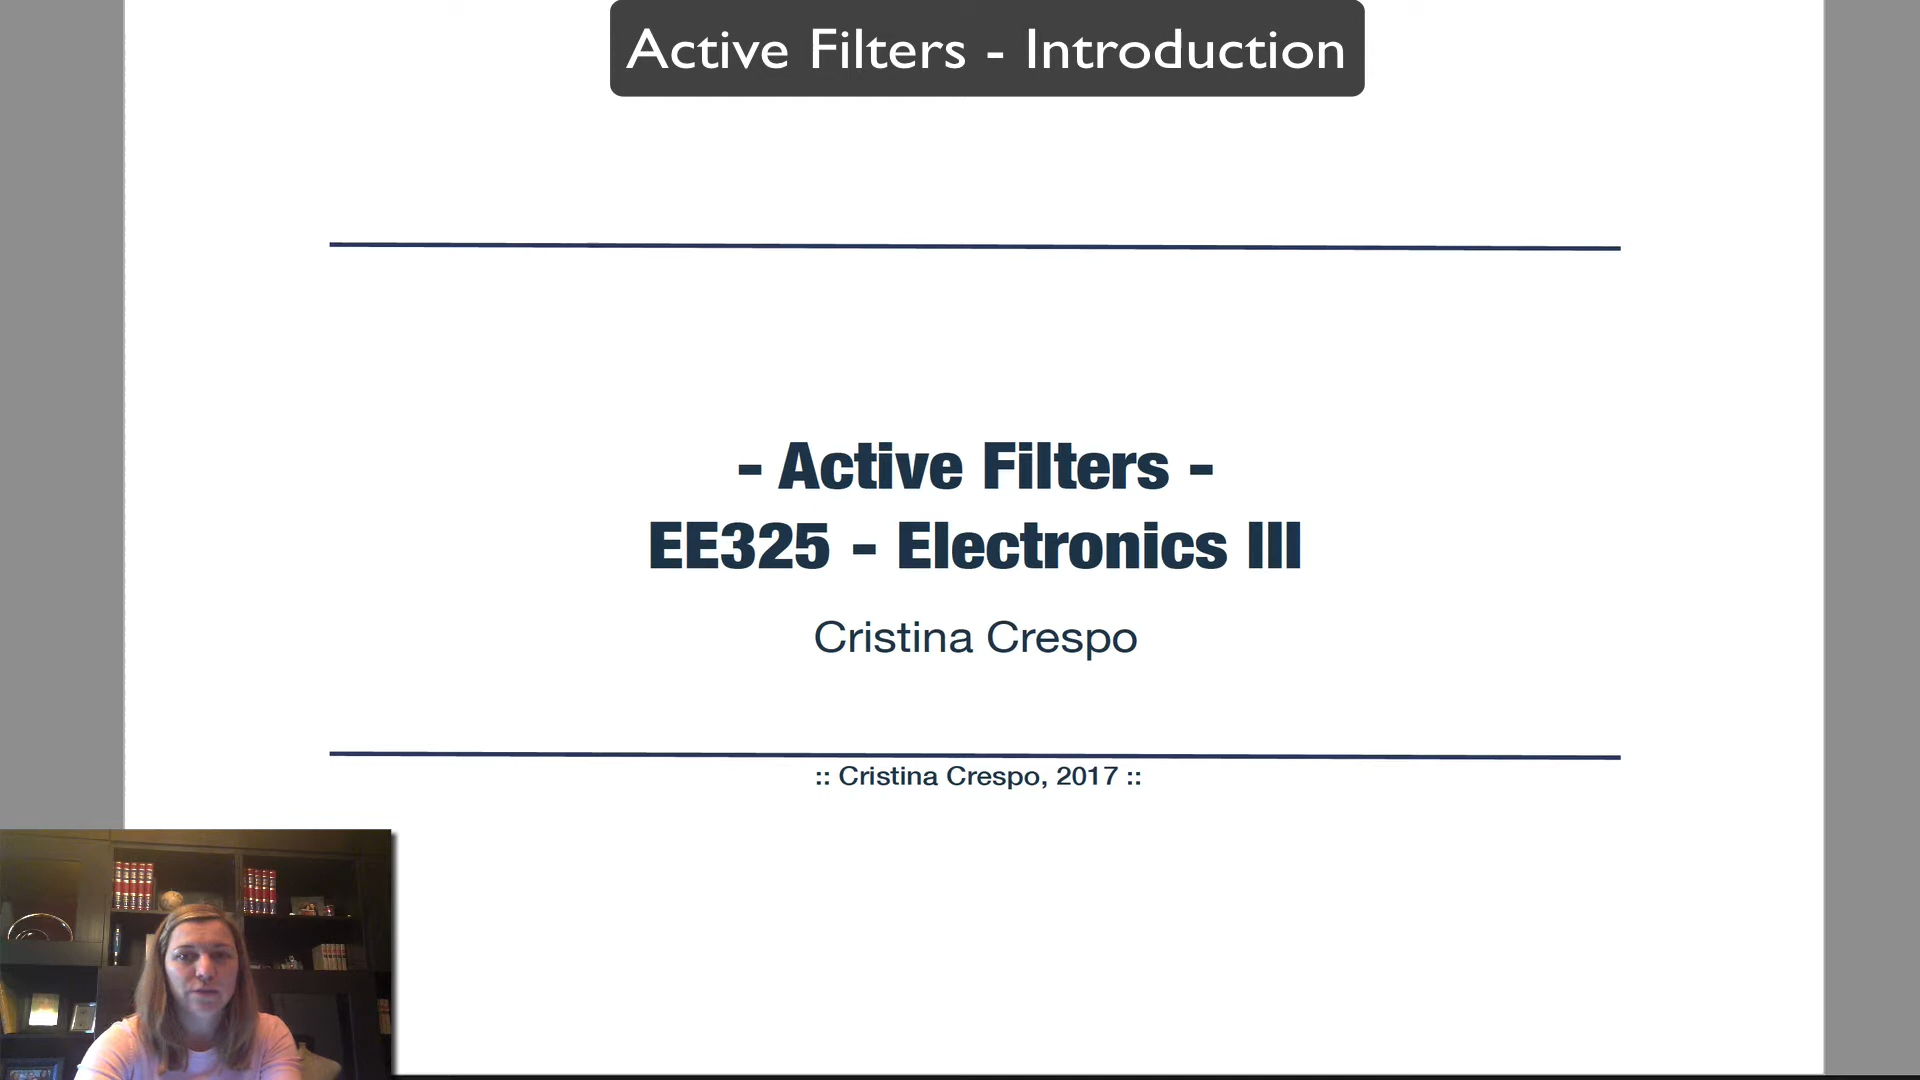 Active Filters - Introduction
- Active Filters -
EE325 - Electronics III
Cristina Crespo
:: Cristina Crespo, 2017 ::